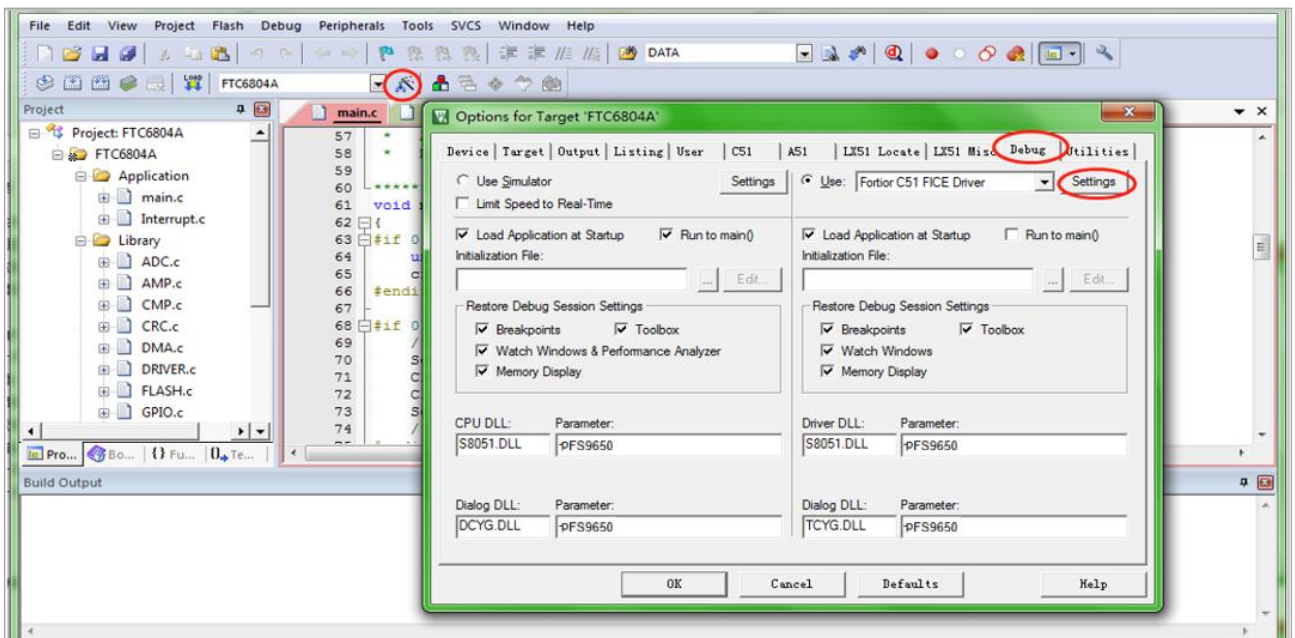 File Edit View Project Flash Debug Peripherals Tools SVCS Window Help
DATA
LOAD FTC6804A
Project
Project: FTC6804A
FTC6804A
Application
main.c
Interrupt.c
Library
ADC.c
AMP.c
CMP.c
CRC.c
DMA.c
DRIVER.c
FLASH.c
GPIO.c
Pro... Bo... {} Fu... Te...
main.c
57 *
58 *
59
60 *****
61 void
62 {
63 #if 0
64 u
65 c
66 #endi
67
68 #if 0
69 /
70 S
71 C
72 C
73 S
74 /
Options for Target 'FTC6804A'
Device Target Output Listing User C51 A51 LX51 Locate LX51 Misc Debug Utilities
Use Simulator Settings
Limit Speed to Real-Time
Load Application at Startup Run to main()
Initialization File:
... Edit...
Restore Debug Session Settings
Breakpoints Toolbox
Watch Windows & Performance Analyzer
Memory Display
CPU DLL: Parameter:
S8051.DLL -pFS9650
Dialog DLL: Parameter:
DCYG.DLL -pFS9650
Use: Fortior C51 FICE Driver Settings
Load Application at Startup Run to main()
Initialization File:
... Edit...
Restore Debug Session Settings
Breakpoints Toolbox
Watch Windows
Memory Display
Driver DLL: Parameter:
S8051.DLL -pFS9650
Dialog DLL: Parameter:
TCYG.DLL -pFS9650
OK Cancel Defaults Help
Build Output